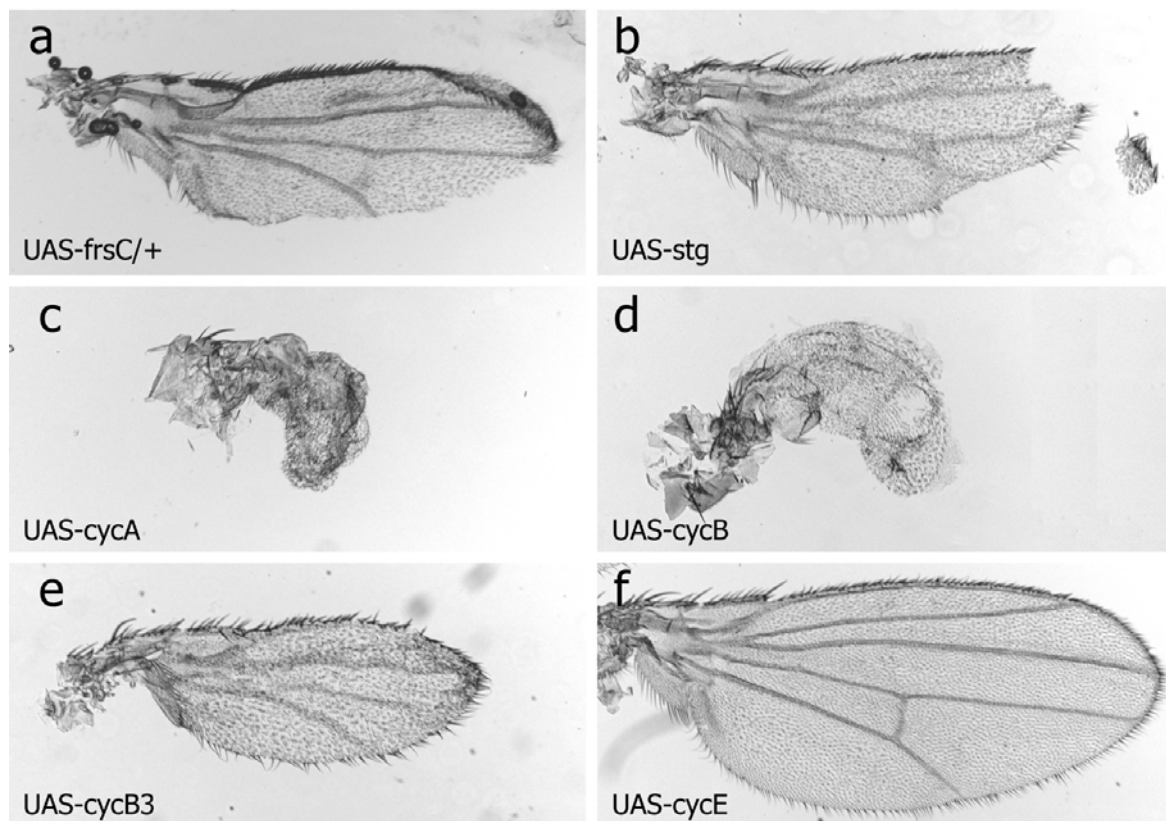 a
UAS-frsC/+
b
UAS-stg
c
UAS-cycA
d
UAS-cycB
e
UAS-cycB3
f
UAS-cycE